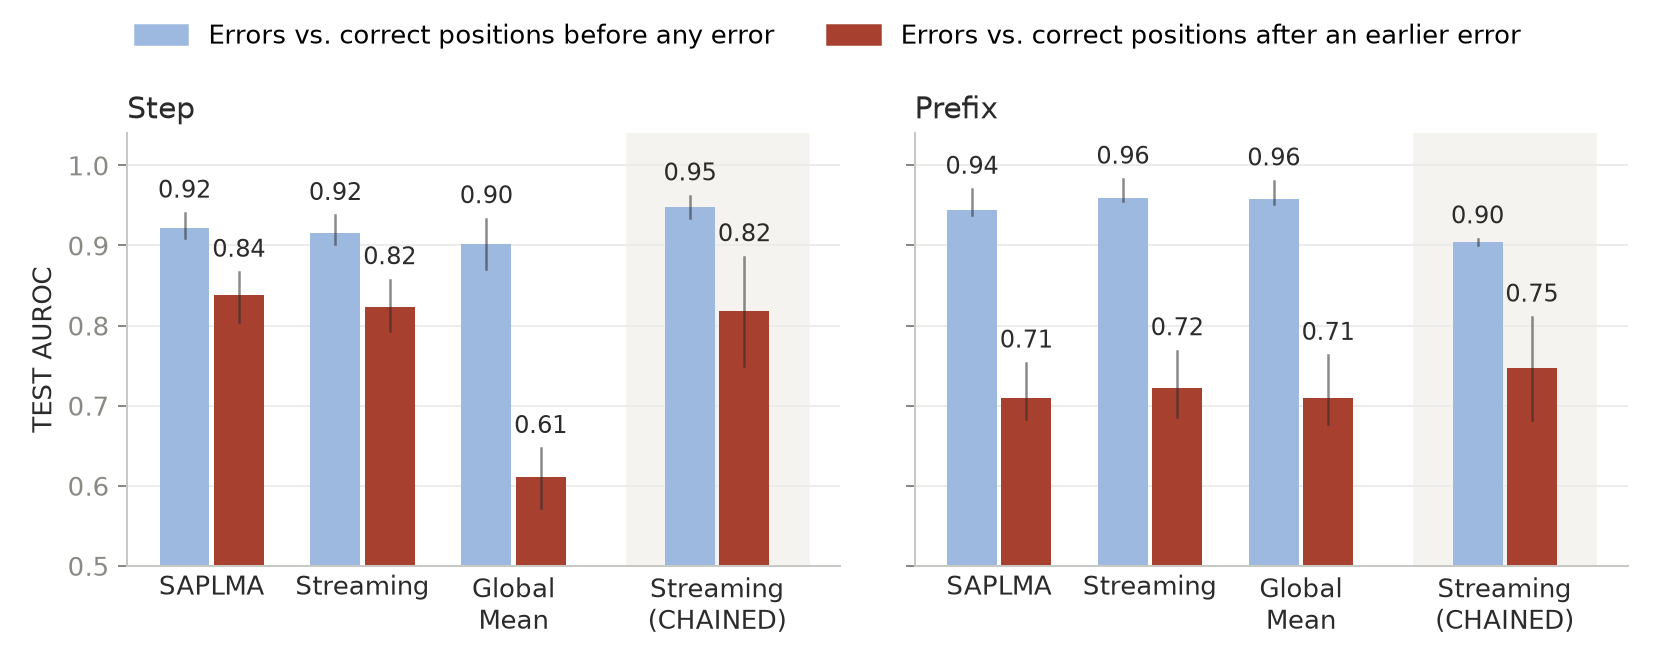 Errors vs. correct positions before any error
Errors vs. correct positions after an earlier error
Step
TEST AUROC
1.0
0.9
0.8
0.7
0.6
0.5
0.92
0.84
0.92
0.82
0.90
0.61
0.95
0.82
SAPLMA
Streaming
Global
Mean
Streaming
(CHAINED)
Prefix
0.94
0.71
0.96
0.72
0.96
0.71
0.90
0.75
SAPLMA
Streaming
Global
Mean
Streaming
(CHAINED)